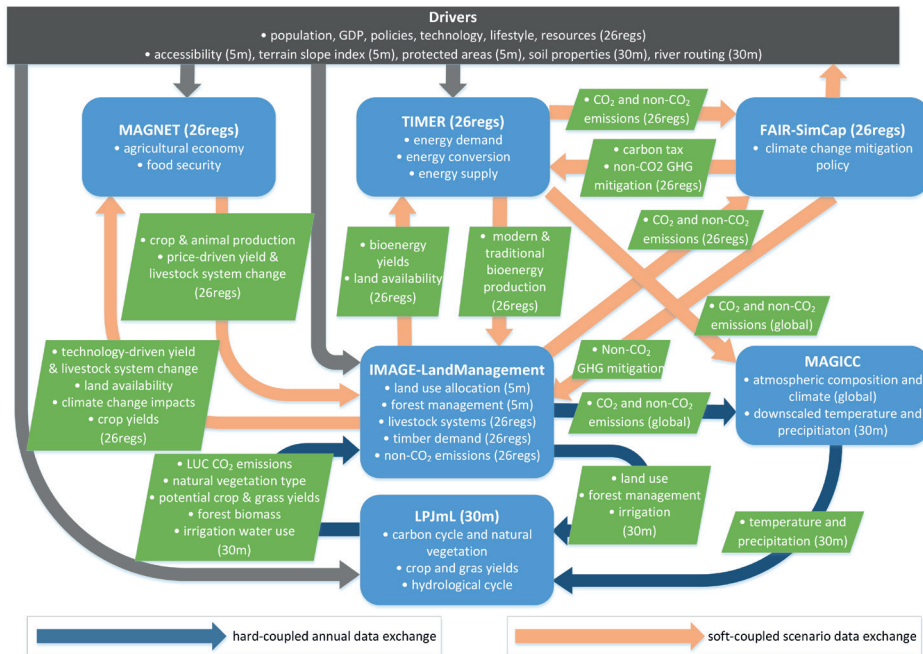 Drivers
• population, GDP, policies, technology, lifestyle, resources (26regs)
• accessibility (5m), terrain slope index (5m), protected areas (5m), soil properties (30m), river routing (30m)
MAGNET (26regs)
• agricultural economy
• food security
TIMER (26regs)
• energy demand
• energy conversion
• energy supply
• CO₂ and non-CO₂
emissions
(26regs)
• carbon tax
• non-CO2 GHG
mitigation
(26regs)
FAIR-SimCap (26regs)
• climate change mitigation
policy
• crop & animal production
• price-driven yield &
livestock system change
(26regs)
• bioenergy
yields
• land availability
(26regs)
• modern &
traditional
bioenergy
production
(26regs)
• CO₂ and non-CO₂
emissions (26regs)
• CO₂ and non-CO₂
emissions (global)
• technology-driven yield
& livestock system change
• land availability
• climate change impacts
• crop yields
(26regs)
IMAGE-LandManagement
• land use allocation (5m)
• forest management (5m)
• livestock systems (26regs)
• timber demand (26regs)
• non-CO₂ emissions (26regs)
• Non-CO₂
GHG mitigation
• CO₂ and non-CO₂
emissions (global)
MAGICC
• atmospheric composition and
climate (global)
• downscaled temperature and
precipitiaton (30m)
• LUC CO₂ emissions
• natural vegetation type
• potential crop & grass yields
• forest biomass
• irrigation water use
(30m)
LPJmL (30m)
• carbon cycle and natural
vegetation
• crop and gras yields
• hydrological cycle
• land use
• forest management
• irrigation
(30m)
• temperature and
precipitation (30m)
hard-coupled annual data exchange
soft-coupled scenario data exchange